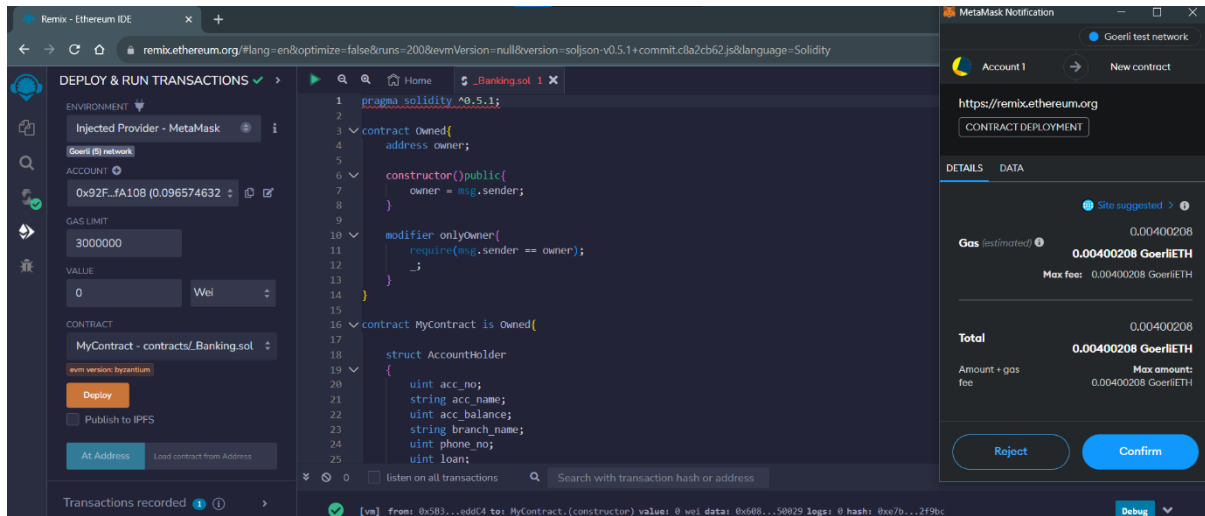 Remix - Ethereum IDE
remix.ethereum.org/#lang=en&optimize=false&runs=200&evmVersion=null&version=soljson-v0.5.1+commit.c8a2cb62.js&language=Solidity
DEPLOY & RUN TRANSACTIONS
ENVIRONMENT
Injected Provider - MetaMask
i
Goerli (5) network
ACCOUNT
0x92F...fA108 (0.096574632
GAS LIMIT
3000000
VALUE
0 Wei
CONTRACT
MyContract - contracts/_Banking.sol
evm version: byzantium
Deploy
Publish to IPFS
At Address Load contract from Address
Transactions recorded 1 i
Home _Banking.sol 1
1 pragma solidity ^0.5.1;
2
3 contract Owned{
4 address owner;
5
6 constructor()public{
7 owner = msg.sender;
8 }
9
10 modifier onlyOwner{
11 require(msg.sender == owner);
12 _;
13 }
14 }
15
16 contract MyContract is Owned{
17
18 struct AccountHolder
19 {
20 uint acc_no;
21 string acc_name;
22 uint acc_balance;
23 string branch_name;
24 uint phone_no;
25 uint loan;
0 listen on all transactions Search with transaction hash or address
[vm] from: 0x5B3...eddC4 to: MyContract.(constructor) value: 0 wei data: 0x608...50029 logs: 0 hash: 0xe7b...2f9bc
Debug
MetaMask Notification
Goerli test network
Account 1 New contract
https://remix.ethereum.org
CONTRACT DEPLOYMENT
DETAILS DATA
Site suggested >
0.00400208
Gas (estimated) 0.00400208 GoerliETH
Max fee: 0.00400208 GoerliETH
0.00400208
Total 0.00400208 GoerliETH
Amount + gas fee
Max amount:
0.00400208 GoerliETH
Reject Confirm